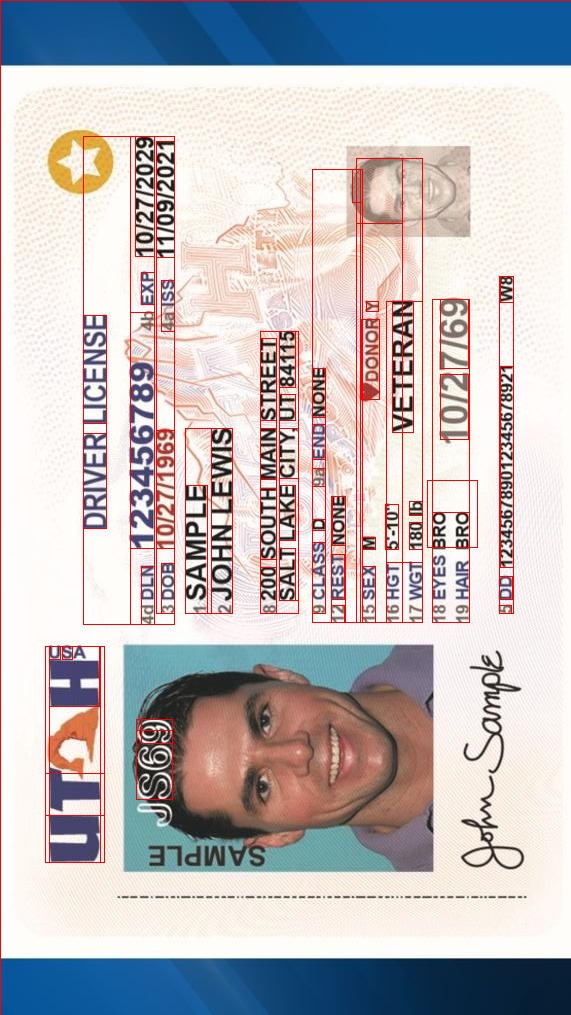 USA
UTAH
DRIVER LICENSE
4d DLN 123456789 4b EXP 10/27/2029
3 DOB 10/27/1969 4a ISS 11/09/2021
1 SAMPLE
2 JOHN LEWIS
8 200 SOUTH MAIN STREET
SALT LAKE CITY, UT 84115
9 CLASS D 9a END NONE
12 REST NONE
15 SEX M DONOR Y
16 HGT 5'-10" VETERAN
17 WGT 180 lb
18 EYES BRO 10/27/69
19 HAIR BRO
5 DD 123456789012345678921 W8
JS69
SAMPLE
John Sample